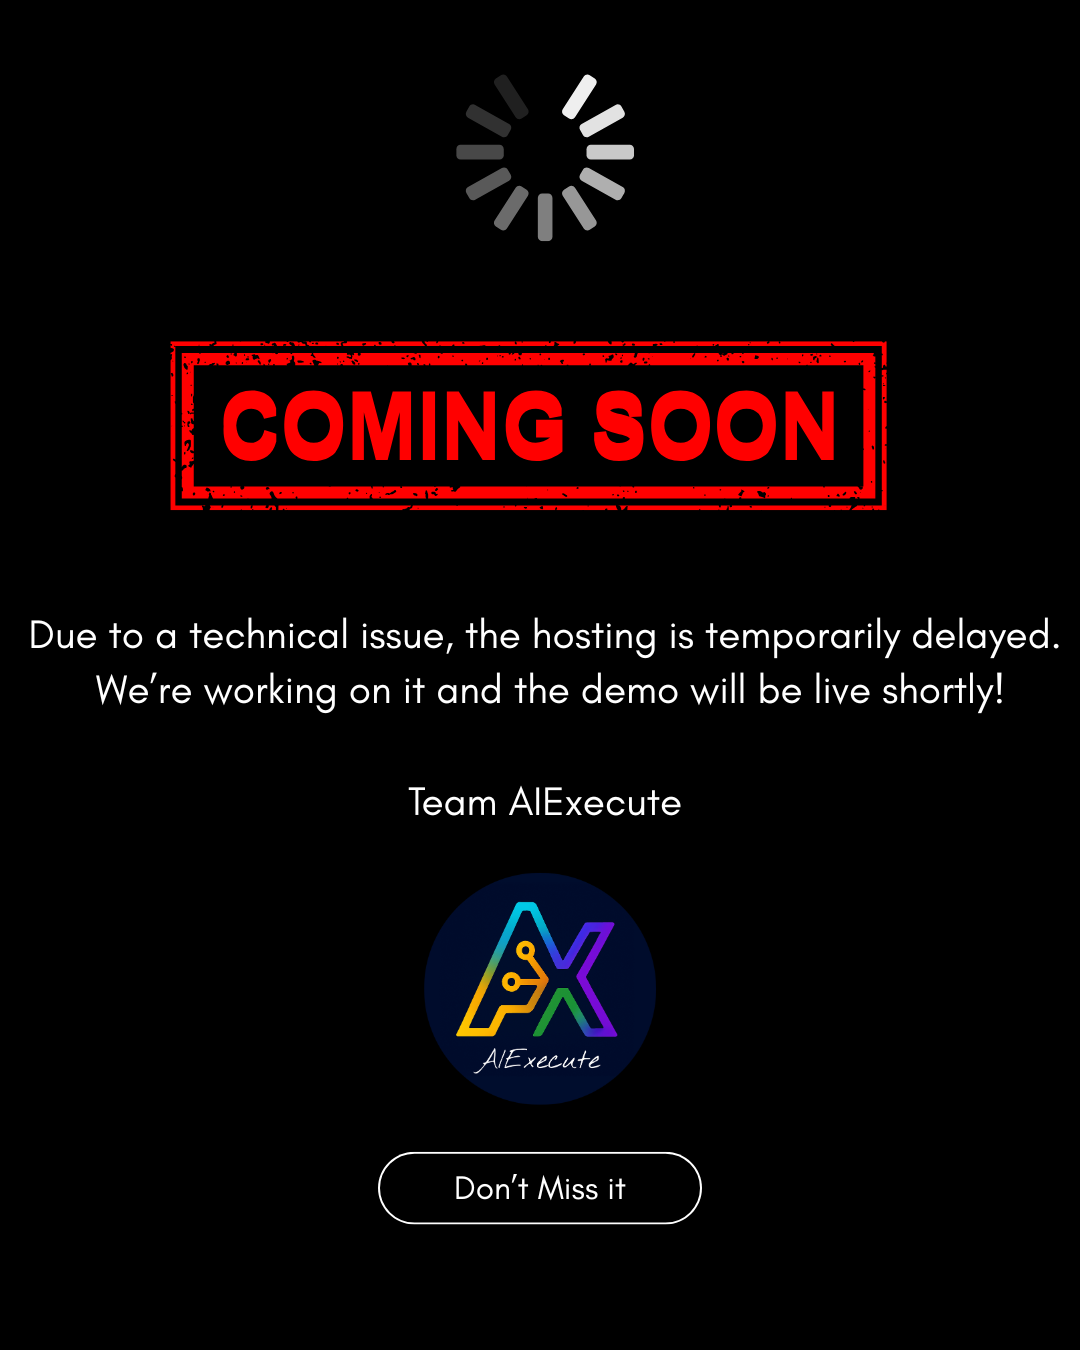 COMING SOON
Due to a technical issue, the hosting is temporarily delayed.
We’re working on it and the demo will be live shortly!
Team AIExecute
AX
AIExecute
Don’t Miss it